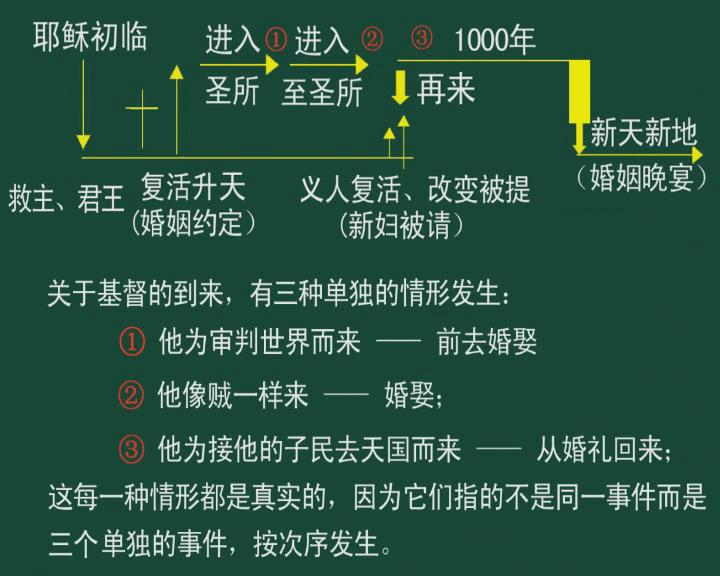 耶稣初临 进入① 进入 ② ③ 1000年
圣所 至圣所 再来
新天新地
救主、君王 复活升天 义人复活、改变被提 （婚姻晚宴）
(婚姻约定） (新妇被请）
关于基督的到来，有三种单独的情形发生：
① 他为审判世界而来 —— 前去婚娶
② 他像贼一样来 —— 婚娶；
③ 他为接他的子民去天国而来 —— 从婚礼回来；
这每一种情形都是真实的，因为它们指的不是同一事件而是
三个单独的事件，按次序发生。